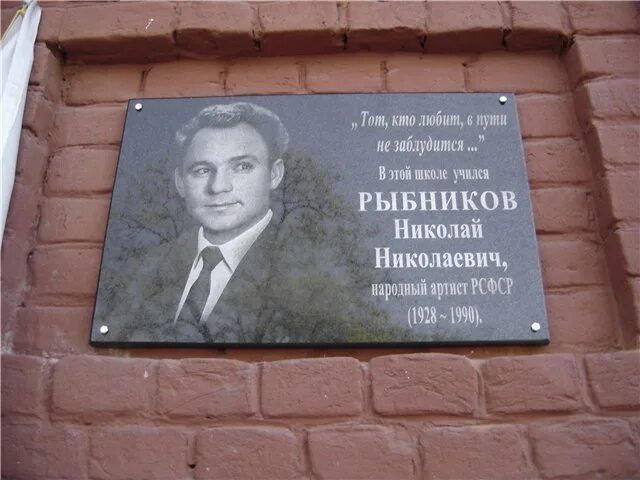 „Тот, кто любит, в пути
не заблудится ...”
В этой школе учился
РЫБНИКОВ
Николай
Николаевич,
народный артист РСФСР
(1928 ~ 1990).